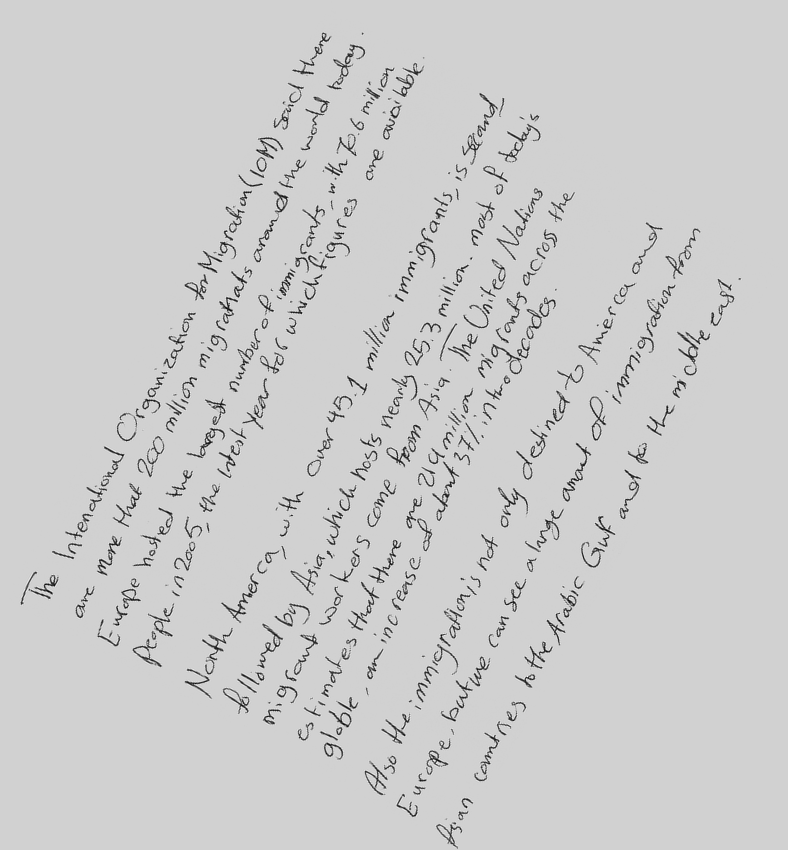 The Intenational Organization for Migration (IOM) said there
are more that 200 million migratats around the world today.
Europe hosted the largest number of immigrants, with 70.6 million
People in 2005, the latest year for which figures are available.
North America, with over 45.1 million immigrants, is second
followed by Asia, which hosts nearly 25.3 million. most of today's
migrant workers come from Asia. The United Nations
estimates that there are 214 million migrants across the
globle, an increase of about 37% in two decades.
Also the immigration is not only destined to America and
Europe, but we can see a large amount of immigration from
Asian countries to the Arabic Gulf and to the middle east.